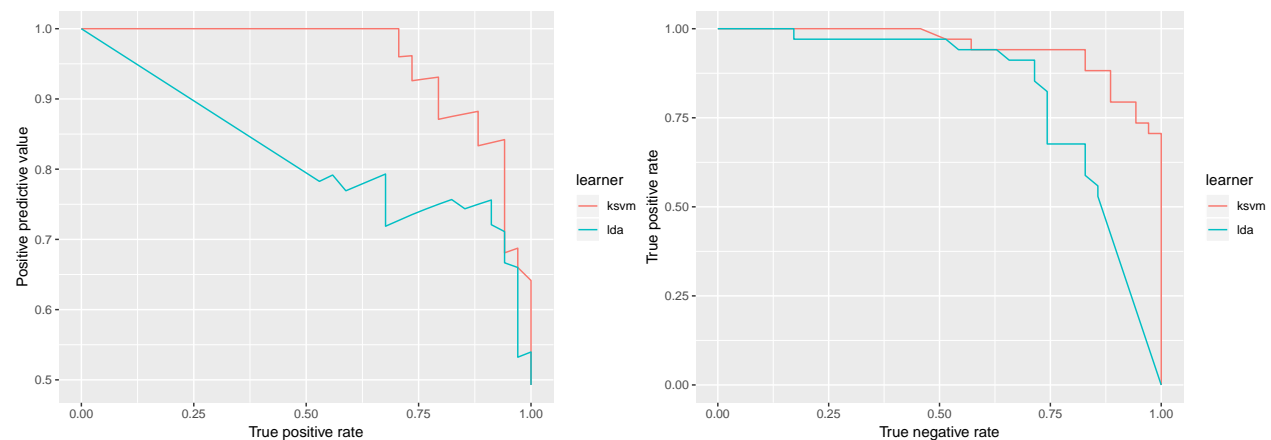 1.0
0.9
0.8
0.7
0.6
0.5
Positive predictive value
0.00
0.25
0.50
0.75
1.00
True positive rate
learner
ksvm
lda
1.00
0.75
0.50
0.25
0.00
True positive rate
0.00
0.25
0.50
0.75
1.00
True negative rate
learner
ksvm
lda